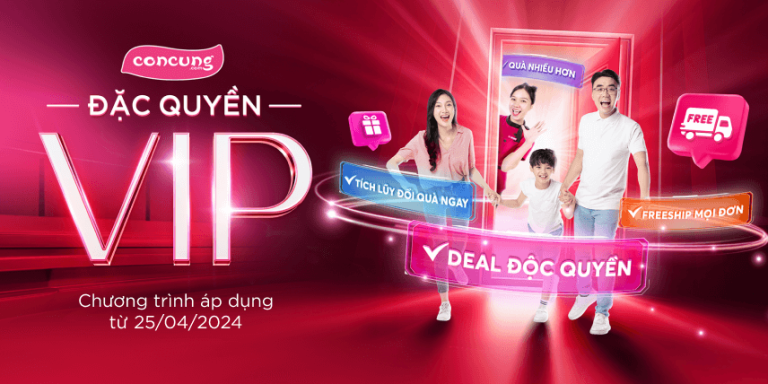 concung
.com
ĐẶC QUYỀN
VIP
Chương trình áp dụng
từ 25/04/2024
QUÀ NHIỀU HƠN
FREE
TÍCH LŨY ĐỔI QUÀ NGAY
FREESHIP MỌI ĐƠN
DEAL ĐỘC QUYỀN